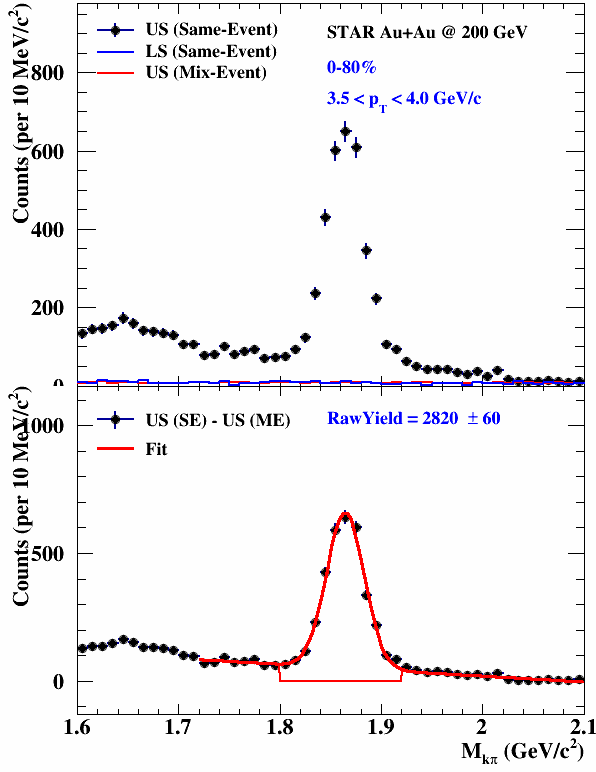 US (Same-Event)
LS (Same-Event)
US (Mix-Event)
STAR Au+Au @ 200 GeV
0-80%
3.5 < p_T < 4.0 GeV/c
Counts (per 10 MeV/c²)
800
600
400
200
0
US (SE) - US (ME)
Fit
RawYield = 2820 ± 60
Counts (per 10 MeV/c²)
1000
500
0
1.6 1.7 1.8 1.9 2 2.1
M_kπ (GeV/c²)